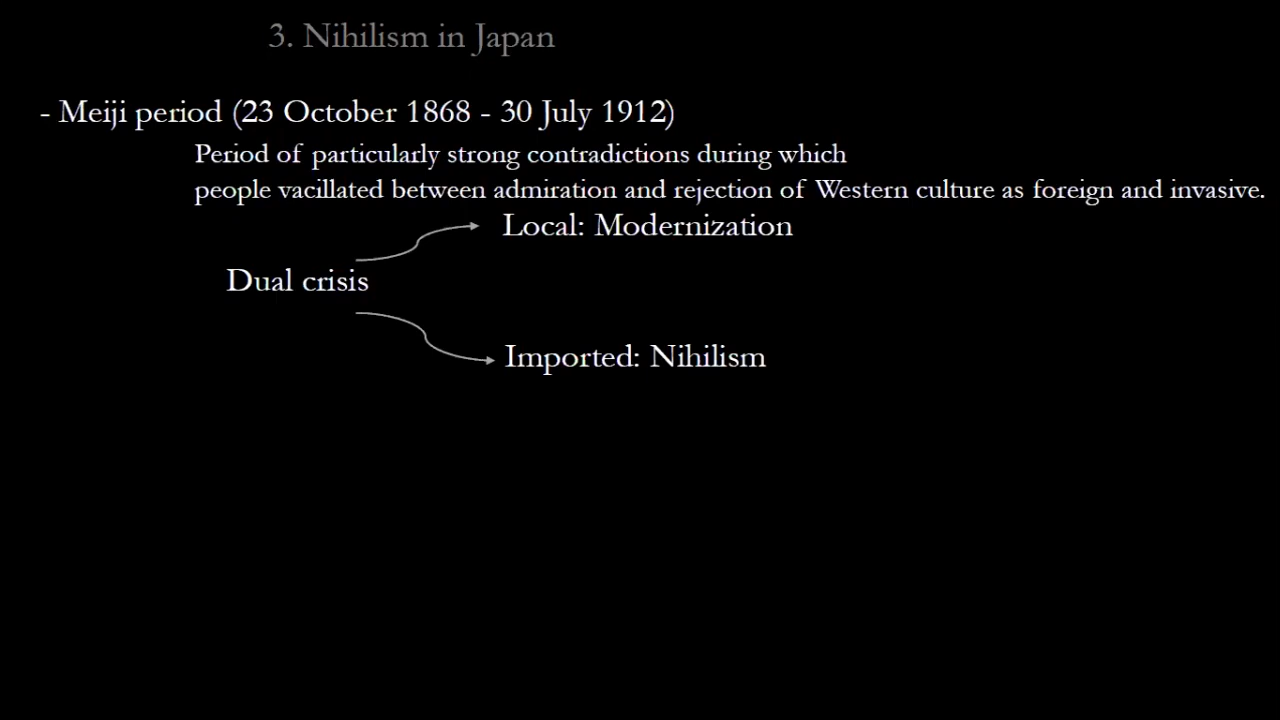 3. Nihilism in Japan
- Meiji period (23 October 1868 - 30 July 1912)
Period of particularly strong contradictions during which
people vacillated between admiration and rejection of Western culture as foreign and invasive.
Local: Modernization
Dual crisis
Imported: Nihilism